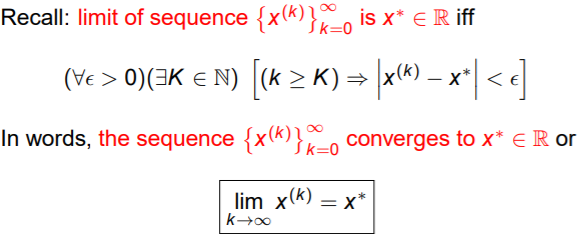 Recall: limit of sequence {x^(k)}_{k=0}^∞ is x* ∈ ℝ iff
(∀ϵ > 0)(∃K ∈ ℕ) [(k ≥ K) ⇒ |x^(k) − x*| < ϵ]
In words, the sequence {x^(k)}_{k=0}^∞ converges to x* ∈ ℝ or
lim_{k→∞} x^(k) = x*